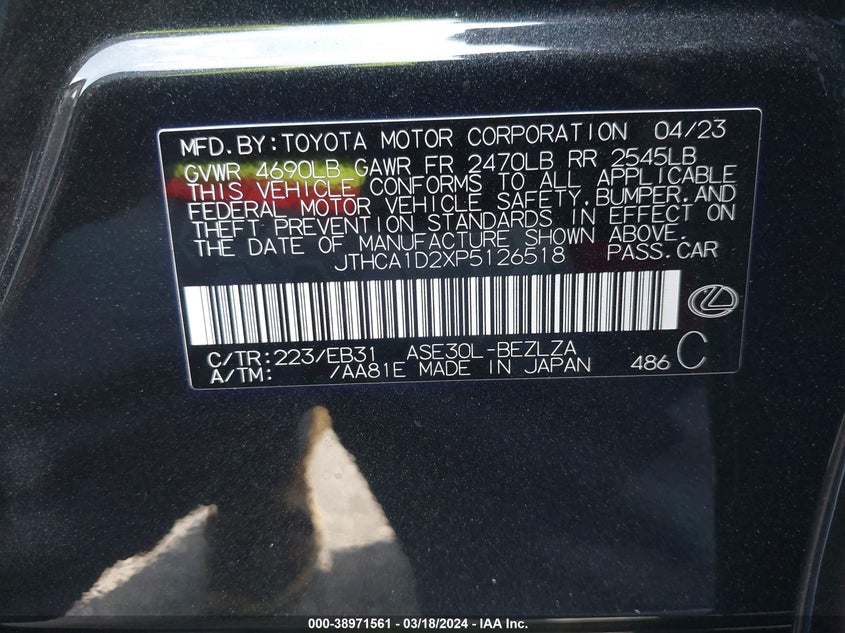 MFD.BY:TOYOTA MOTOR CORPORATION 04/23
GVWR 4690LB GAWR FR 2470LB RR 2545LB
THIS VEHICLE CONFORMS TO ALL APPLICABLE
FEDERAL MOTOR VEHICLE SAFETY,BUMPER,AND
THEFT PREVENTION STANDARDS IN EFFECT ON
THE DATE OF MANUFACTURE SHOWN ABOVE.
JTHCA1D2XP5126518 PASS.CAR
C/TR:223/EB31 ASE30L-BEZLZA
A/TM: /AA81E MADE IN JAPAN 486 C
000-38971561 — 03/18/2024 — IAA Inc.